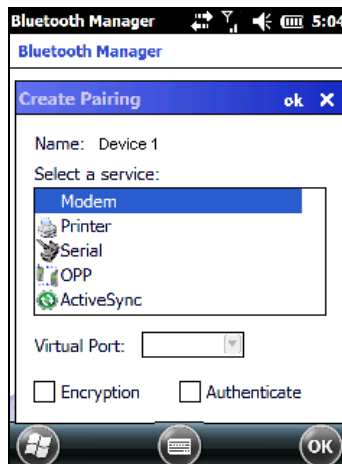 Bluetooth Manager 5:04
Bluetooth Manager
Create Pairing ok X
Name: Device 1
Select a service:
Modem
Printer
Serial
OPP
ActiveSync
Virtual Port:
Encryption Authenticate
OK